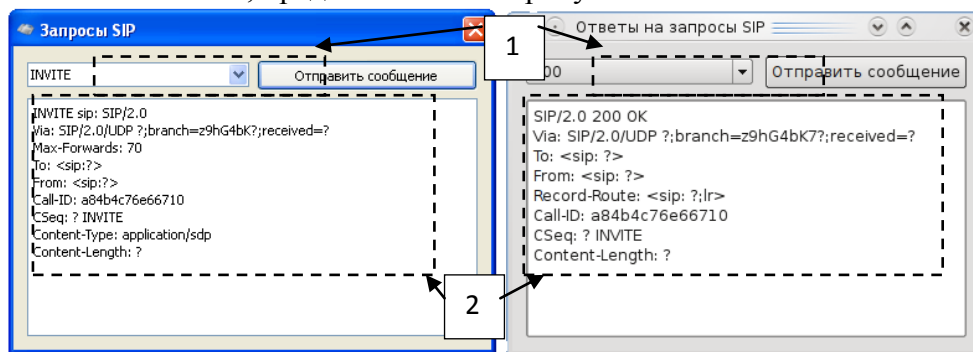 Запросы SIP
INVITE
Отправить сообщение
INVITE sip: SIP/2.0
Via: SIP/2.0/UDP ?;branch=z9hG4bK?;received=?
Max-Forwards: 70
To: <sip:?>
From: <sip:?>
Call-ID: a84b4c76e66710
CSeq: ? INVITE
Content-Type: application/sdp
Content-Length: ?
1
2
Ответы на запросы SIP
00
Отправить сообщение
SIP/2.0 200 OK
Via: SIP/2.0/UDP ?;branch=z9hG4bK7?;received=?
To: <sip: ?>
From: <sip: ?>
Record-Route: <sip: ?;lr>
Call-ID: a84b4c76e66710
CSeq: ? INVITE
Content-Length: ?